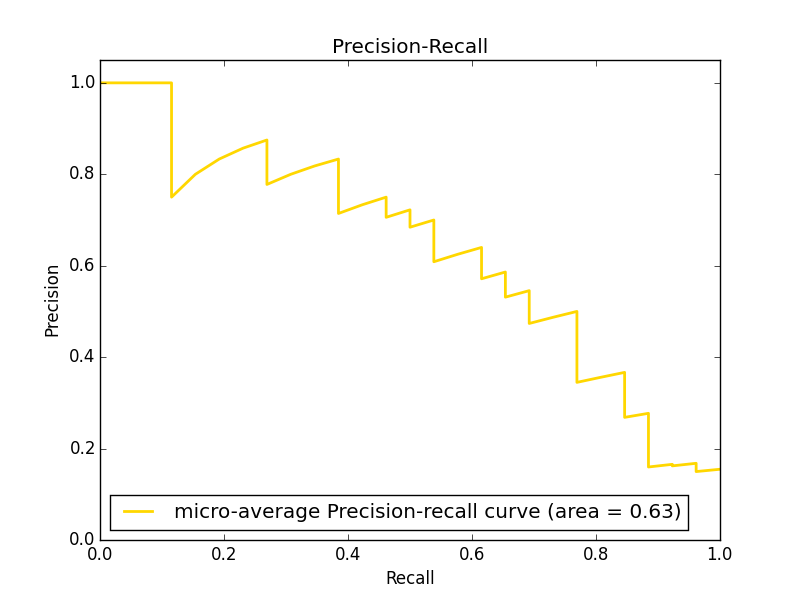 Precision-Recall
1.0
0.8
0.6
0.4
0.2
0.0
Precision
micro-average Precision-recall curve (area = 0.63)
0.0 0.2 0.4 0.6 0.8 1.0
Recall